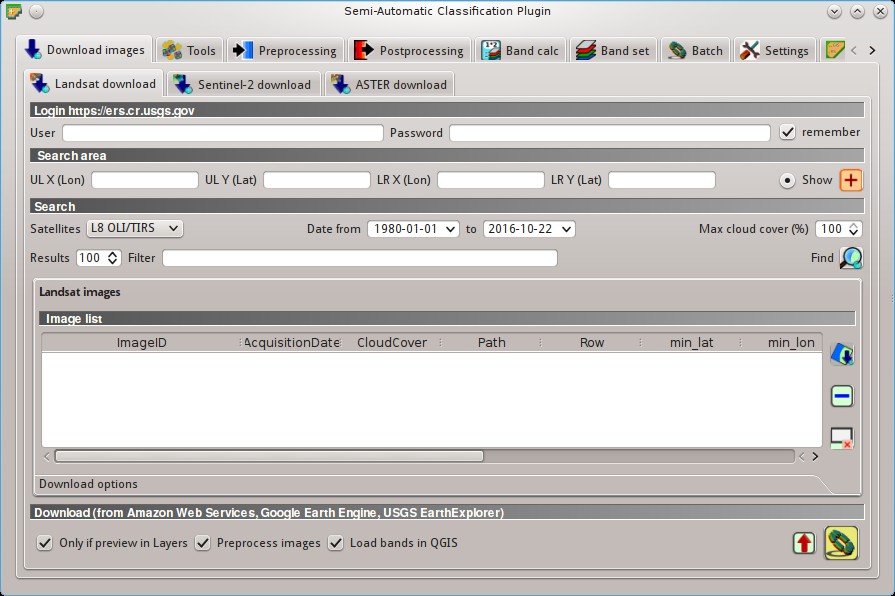 Semi-Automatic Classification Plugin
Download images Tools Preprocessing Postprocessing Band calc Band set Batch Settings
Landsat download Sentinel-2 download ASTER download
Login https://ers.cr.usgs.gov
User Password remember
Search area
UL X (Lon) UL Y (Lat) LR X (Lon) LR Y (Lat) Show
Search
Satellites L8 OLI/TIRS Date from 1980-01-01 to 2016-10-22 Max cloud cover (%) 100
Results 100 Filter Find
Landsat images
Image list
ImageID AcquisitionDate CloudCover Path Row min_lat min_lon
Download options
Download (from Amazon Web Services, Google Earth Engine, USGS EarthExplorer)
Only if preview in Layers Preprocess images Load bands in QGIS